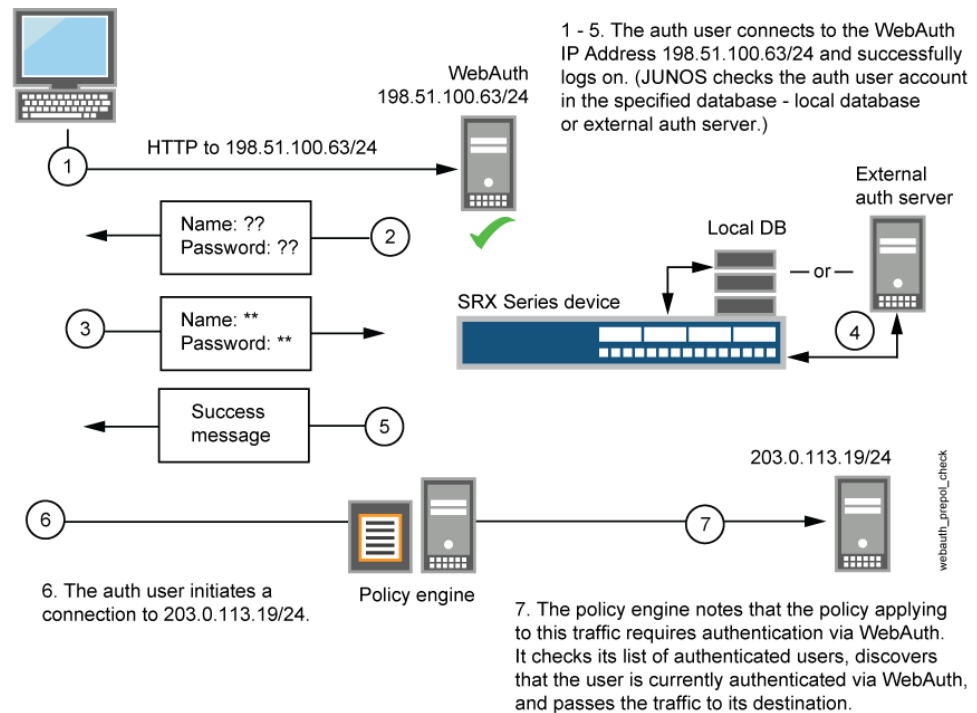 1 - 5. The auth user connects to the WebAuth
IP Address 198.51.100.63/24 and successfully
logs on. (JUNOS checks the auth user account
in the specified database - local database
or external auth server.)
WebAuth
198.51.100.63/24
1
HTTP to 198.51.100.63/24
External
auth server
Name: ??
Password: ??
2
Local DB
or
SRX Series device
3
Name: **
Password: **
4
Success
message
5
203.0.113.19/24
webauth_prepol_check
6
7
Policy engine
6. The auth user initiates a
connection to 203.0.113.19/24.
7. The policy engine notes that the policy applying
to this traffic requires authentication via WebAuth.
It checks its list of authenticated users, discovers
that the user is currently authenticated via WebAuth,
and passes the traffic to its destination.